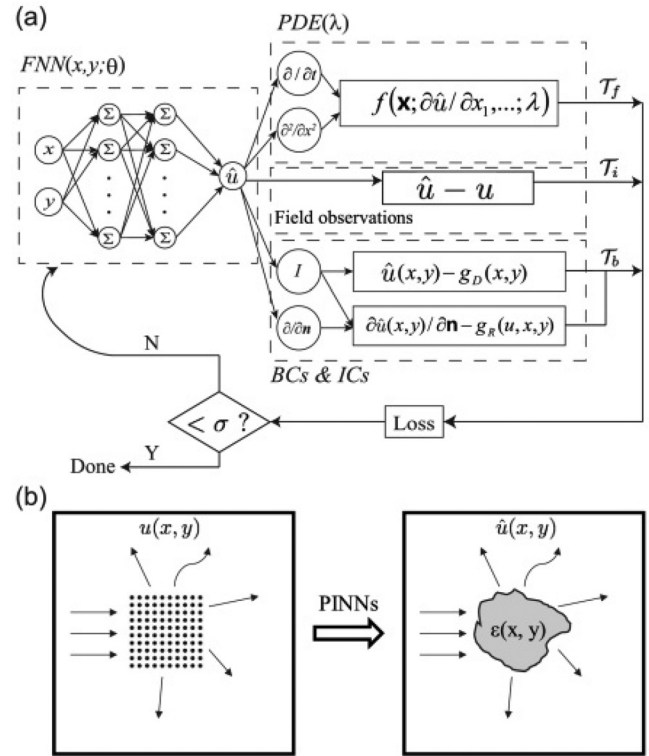 (a)
PDE(λ)
FNN(x,y;θ)
∂/∂t
f(x;∂û/∂x₁,...;λ)
𝒯f
∂²/∂x²
Σ Σ
x
Σ Σ
û
û − u
𝒯i
y
Field observations
Σ Σ
I
û(x,y)−g_D(x,y)
𝒯b
∂/∂n
∂û(x,y)/∂n−g_R(u,x,y)
N
BCs & ICs
< σ ?
Loss
Y
Done
(b)
u(x,y)
û(x,y)
PINNs
ε(x, y)